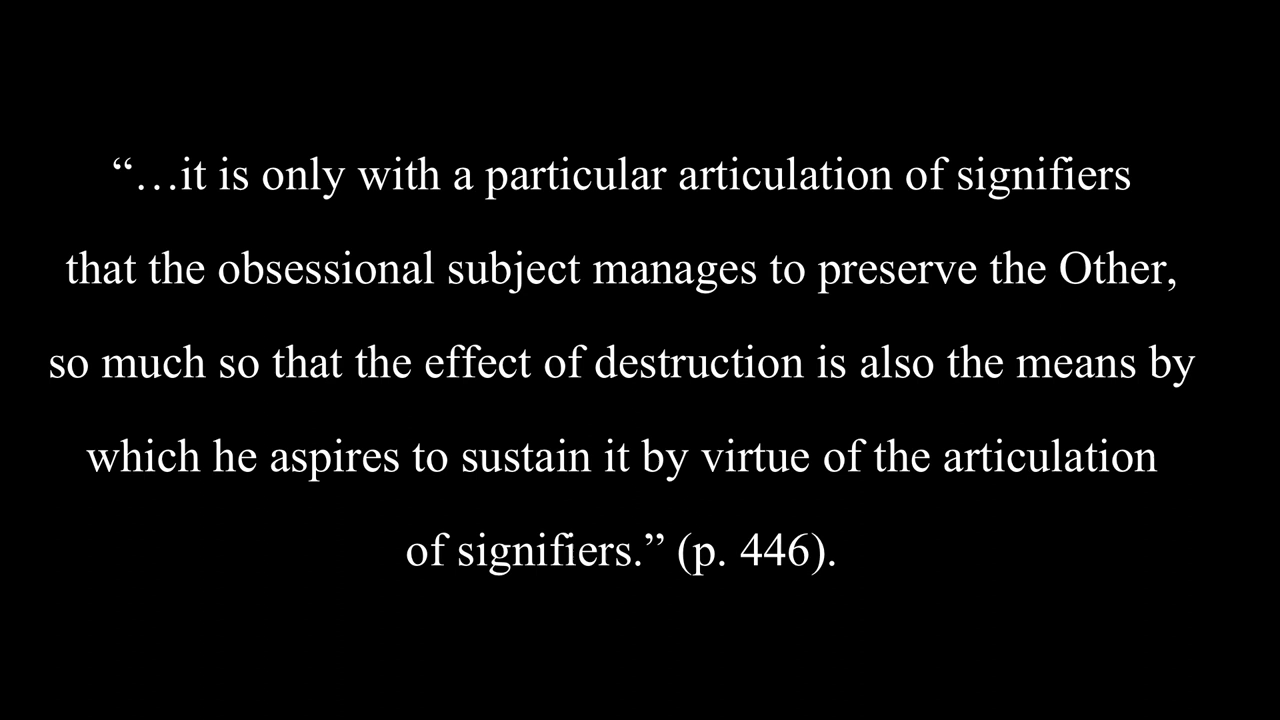 “…it is only with a particular articulation of signifiers
that the obsessional subject manages to preserve the Other,
so much so that the effect of destruction is also the means by
which he aspires to sustain it by virtue of the articulation
of signifiers.” (p. 446).